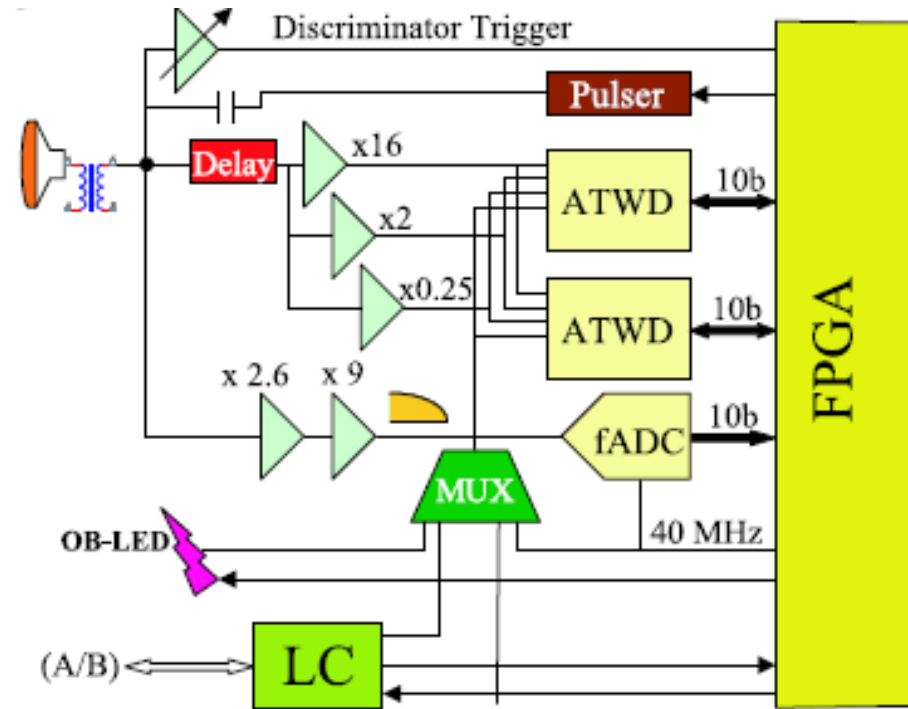 Discriminator Trigger
Pulser
Delay
x16
ATWD
10b
x2
x0.25
ATWD
10b
x 2.6
x 9
fADC
10b
FPGA
MUX
OB-LED
40 MHz
(A/B)
LC